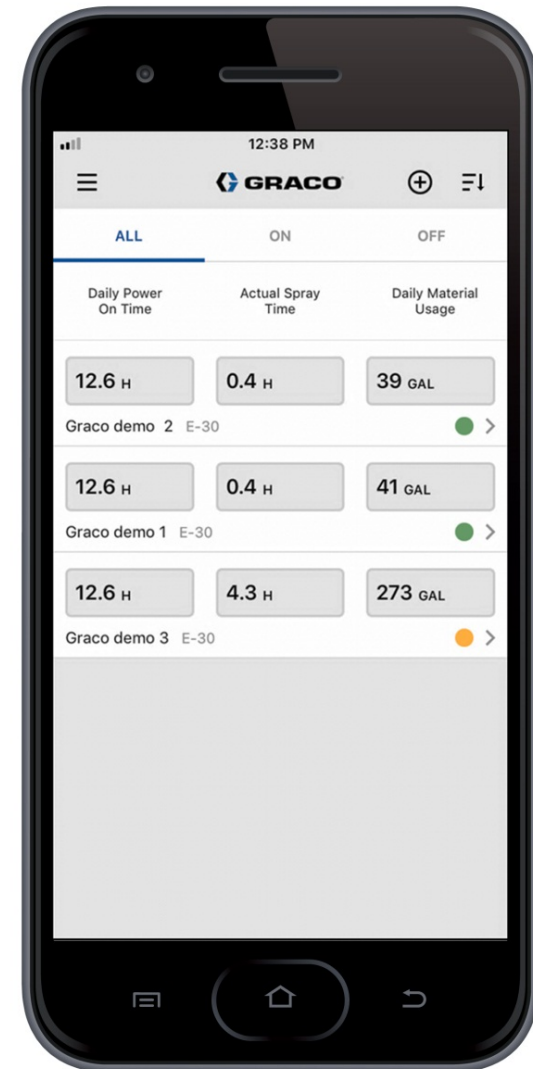 12:38 PM
GRACO
ALL ON OFF
Daily Power Actual Spray Daily Material
On Time Time Usage
12.6 H 0.4 H 39 GAL
Graco demo 2 E-30
12.6 H 0.4 H 41 GAL
Graco demo 1 E-30
12.6 H 4.3 H 273 GAL
Graco demo 3 E-30